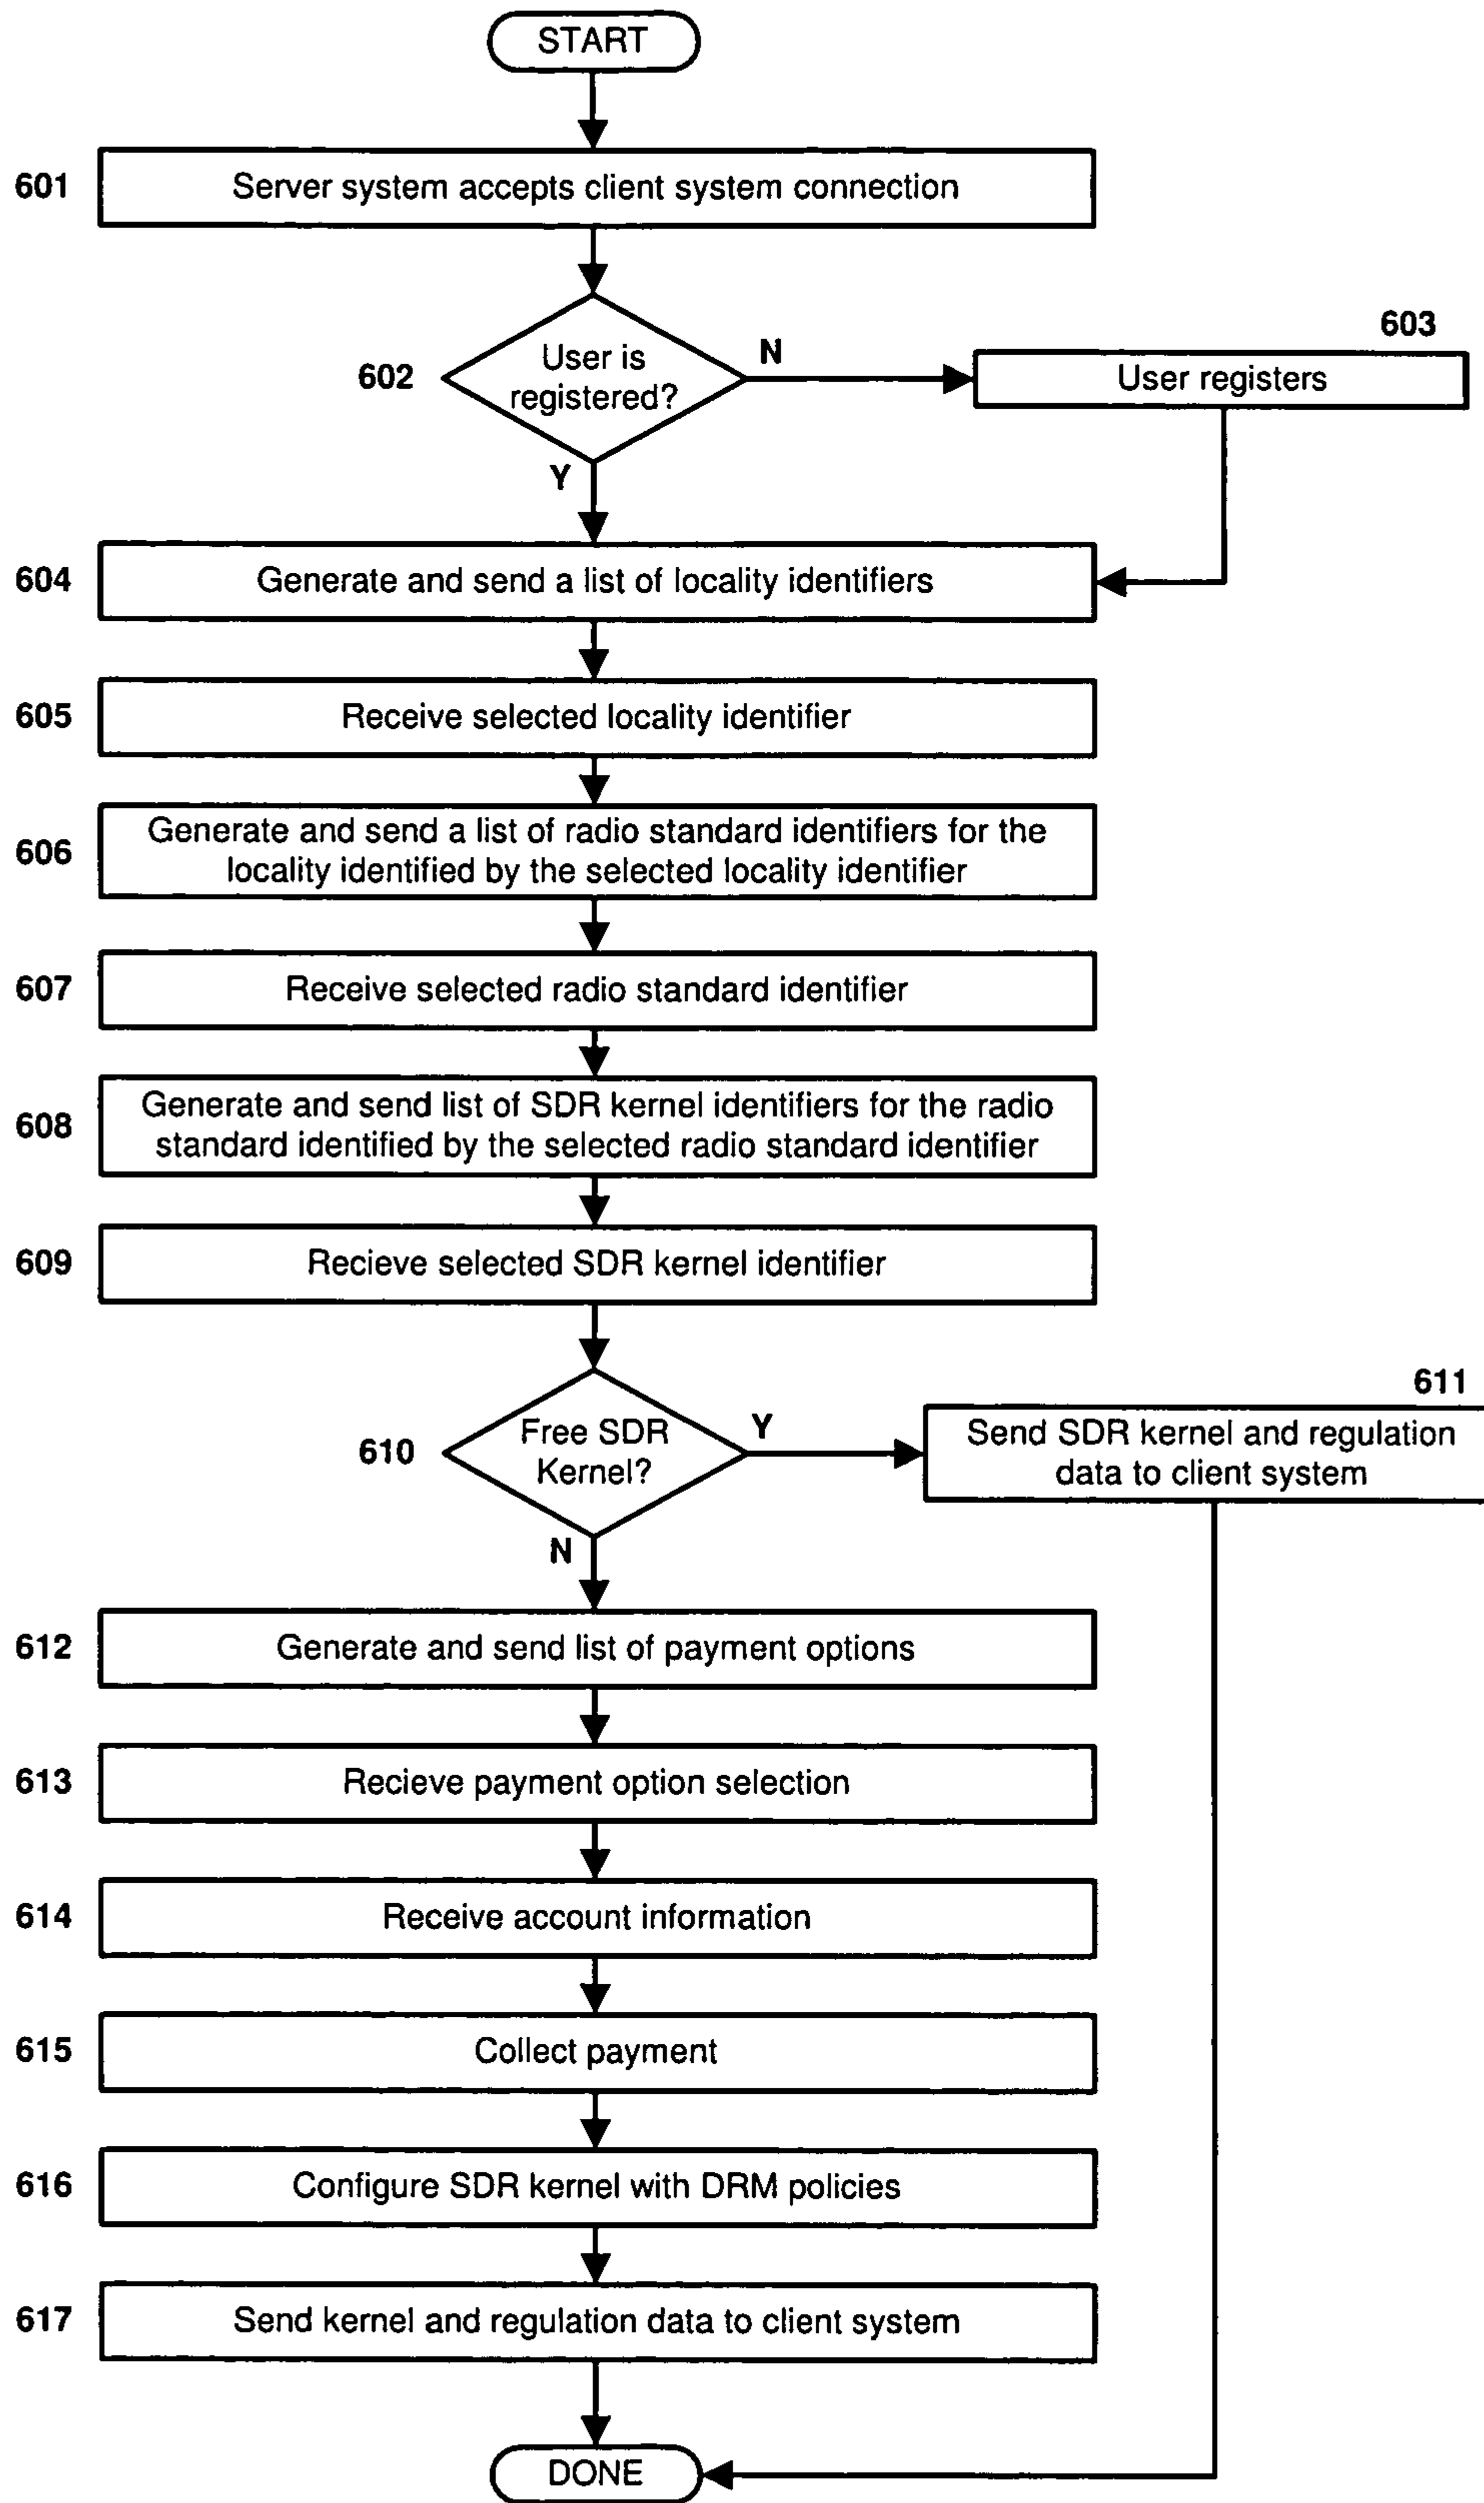 START
601
Server system accepts client system connection
602
User is
registered?
N
603
User registers
Y
604
Generate and send a list of locality identifiers
605
Receive selected locality identifier
606
Generate and send a list of radio standard identifiers for the
locality identified by the selected locality identifier
607
Receive selected radio standard identifier
608
Generate and send list of SDR kernel identifiers for the radio
standard identified by the selected radio standard identifier
609
Recieve selected SDR kernel identifier
610
Free SDR
Kernel?
Y
611
Send SDR kernel and regulation
data to client system
N
612
Generate and send list of payment options
613
Recieve payment option selection
614
Receive account information
615
Collect payment
616
Configure SDR kernel with DRM policies
617
Send kernel and regulation data to client system
DONE